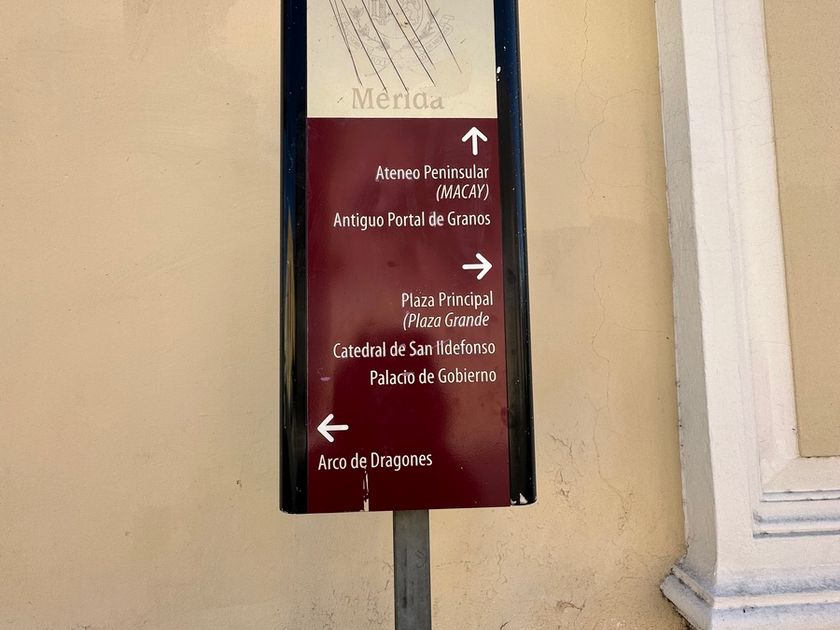 Mérida
Ateneo Peninsular
(MACAY)
Antiguo Portal de Granos
Plaza Principal
(Plaza Grande
Catedral de San Ildefonso
Palacio de Gobierno
Arco de Dragones